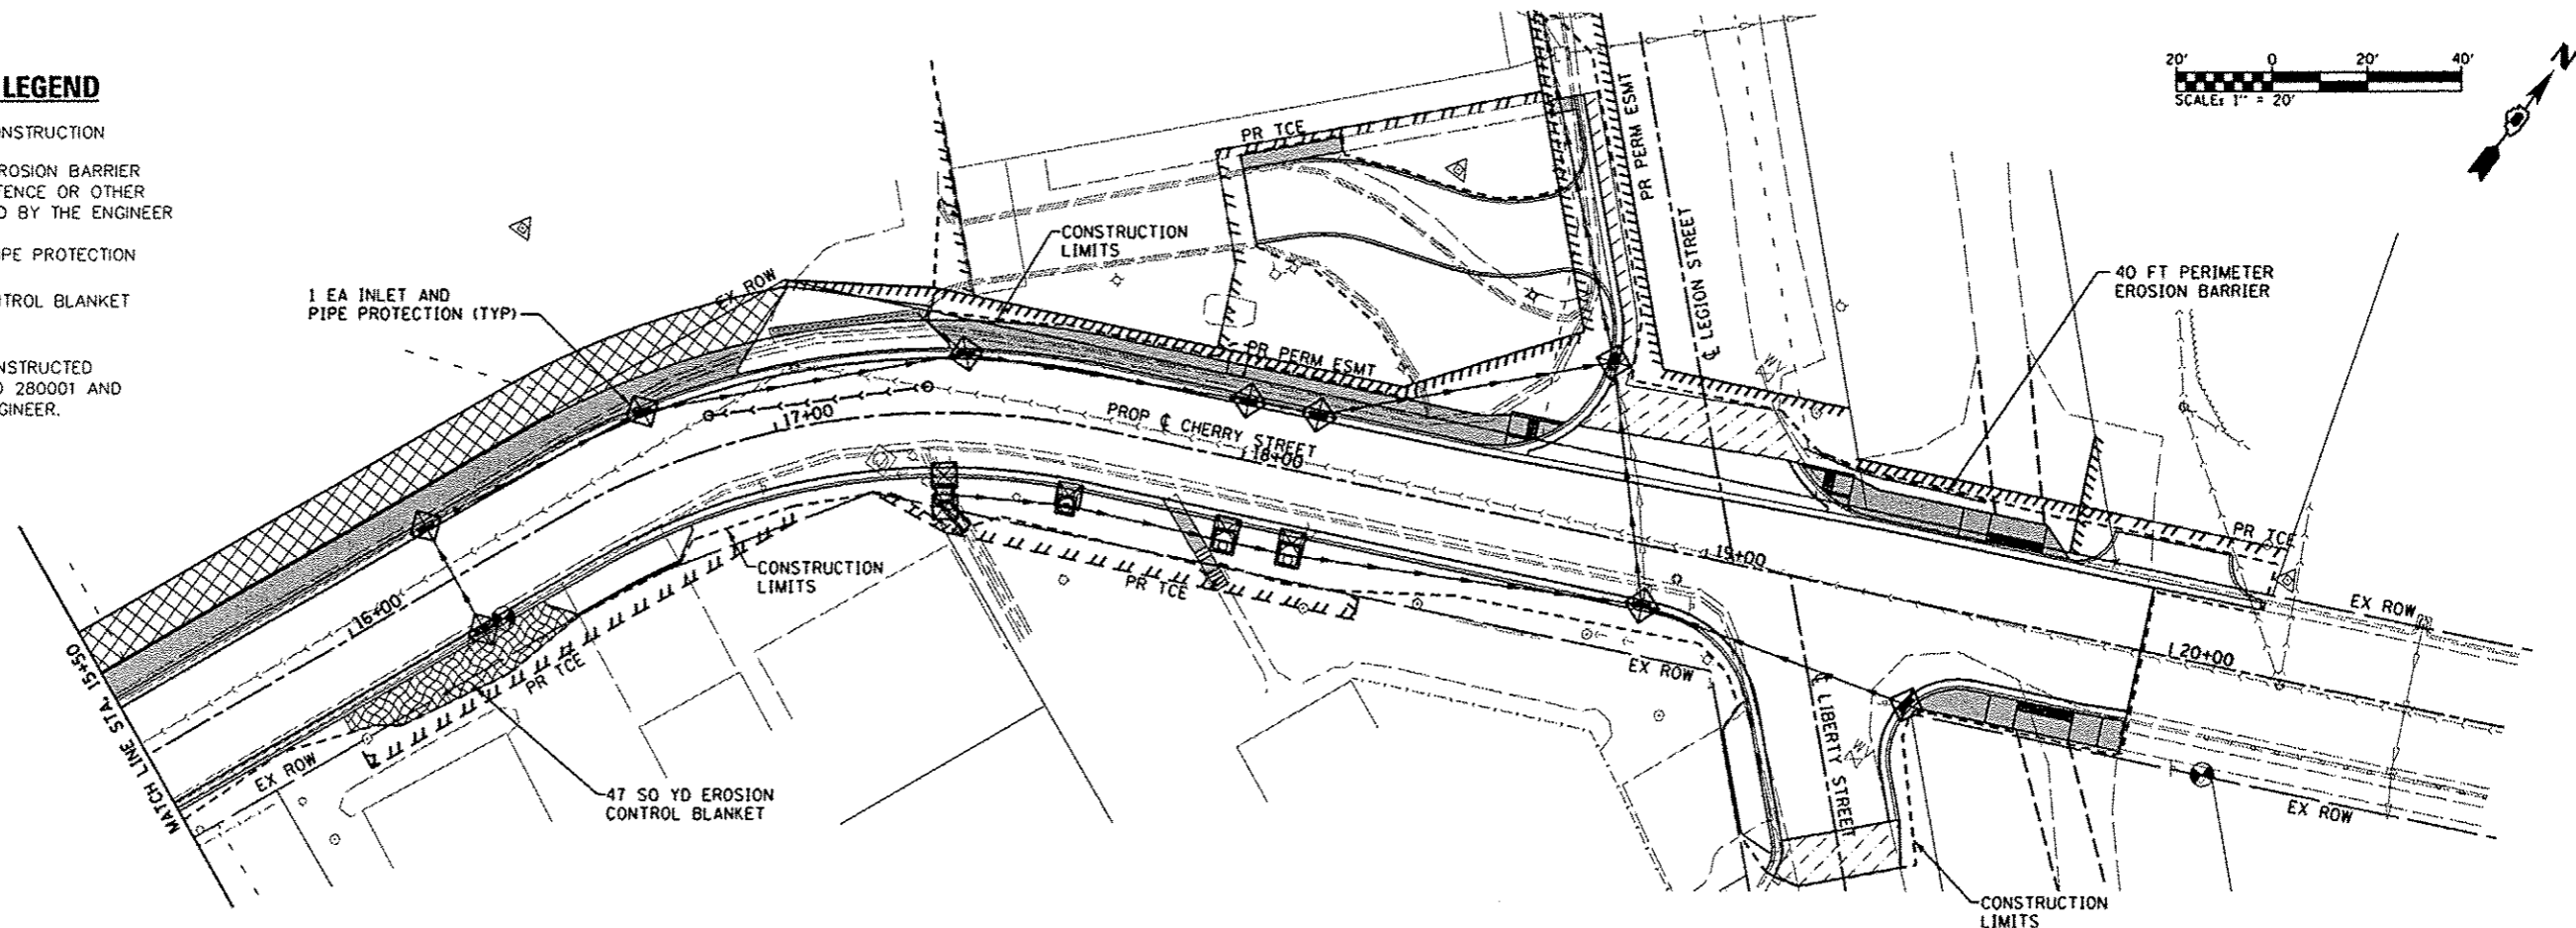 LEGEND
ONSTRUCTION
ROSION BARRIER
FENCE OR OTHER
D BY THE ENGINEER
PE PROTECTION
TROL BLANKET
NSTRUCTED
D 280001 AND
GINEER.
1 EA INLET AND
PIPE PROTECTION (TYP)
EX ROW
CONSTRUCTION
LIMITS
PR TCE
PR PERM ESMT
PR PERM ESMT
℄ LEGION STREET
20' 0 20' 40'
SCALE: 1" = 20'
N
40 FT PERIMETER
EROSION BARRIER
17+00
PROP ℄ CHERRY STREET
18+00
16+00
CONSTRUCTION
LIMITS
PR TCE
19+00
PR TCE
EX ROW
20+00
EX ROW
℄ LIBERTY STREET
EX ROW
MATCH LINE STA. 15+50
EX ROW
PR TCE
47 SQ YD EROSION
CONTROL BLANKET
CONSTRUCTION
LIMITS